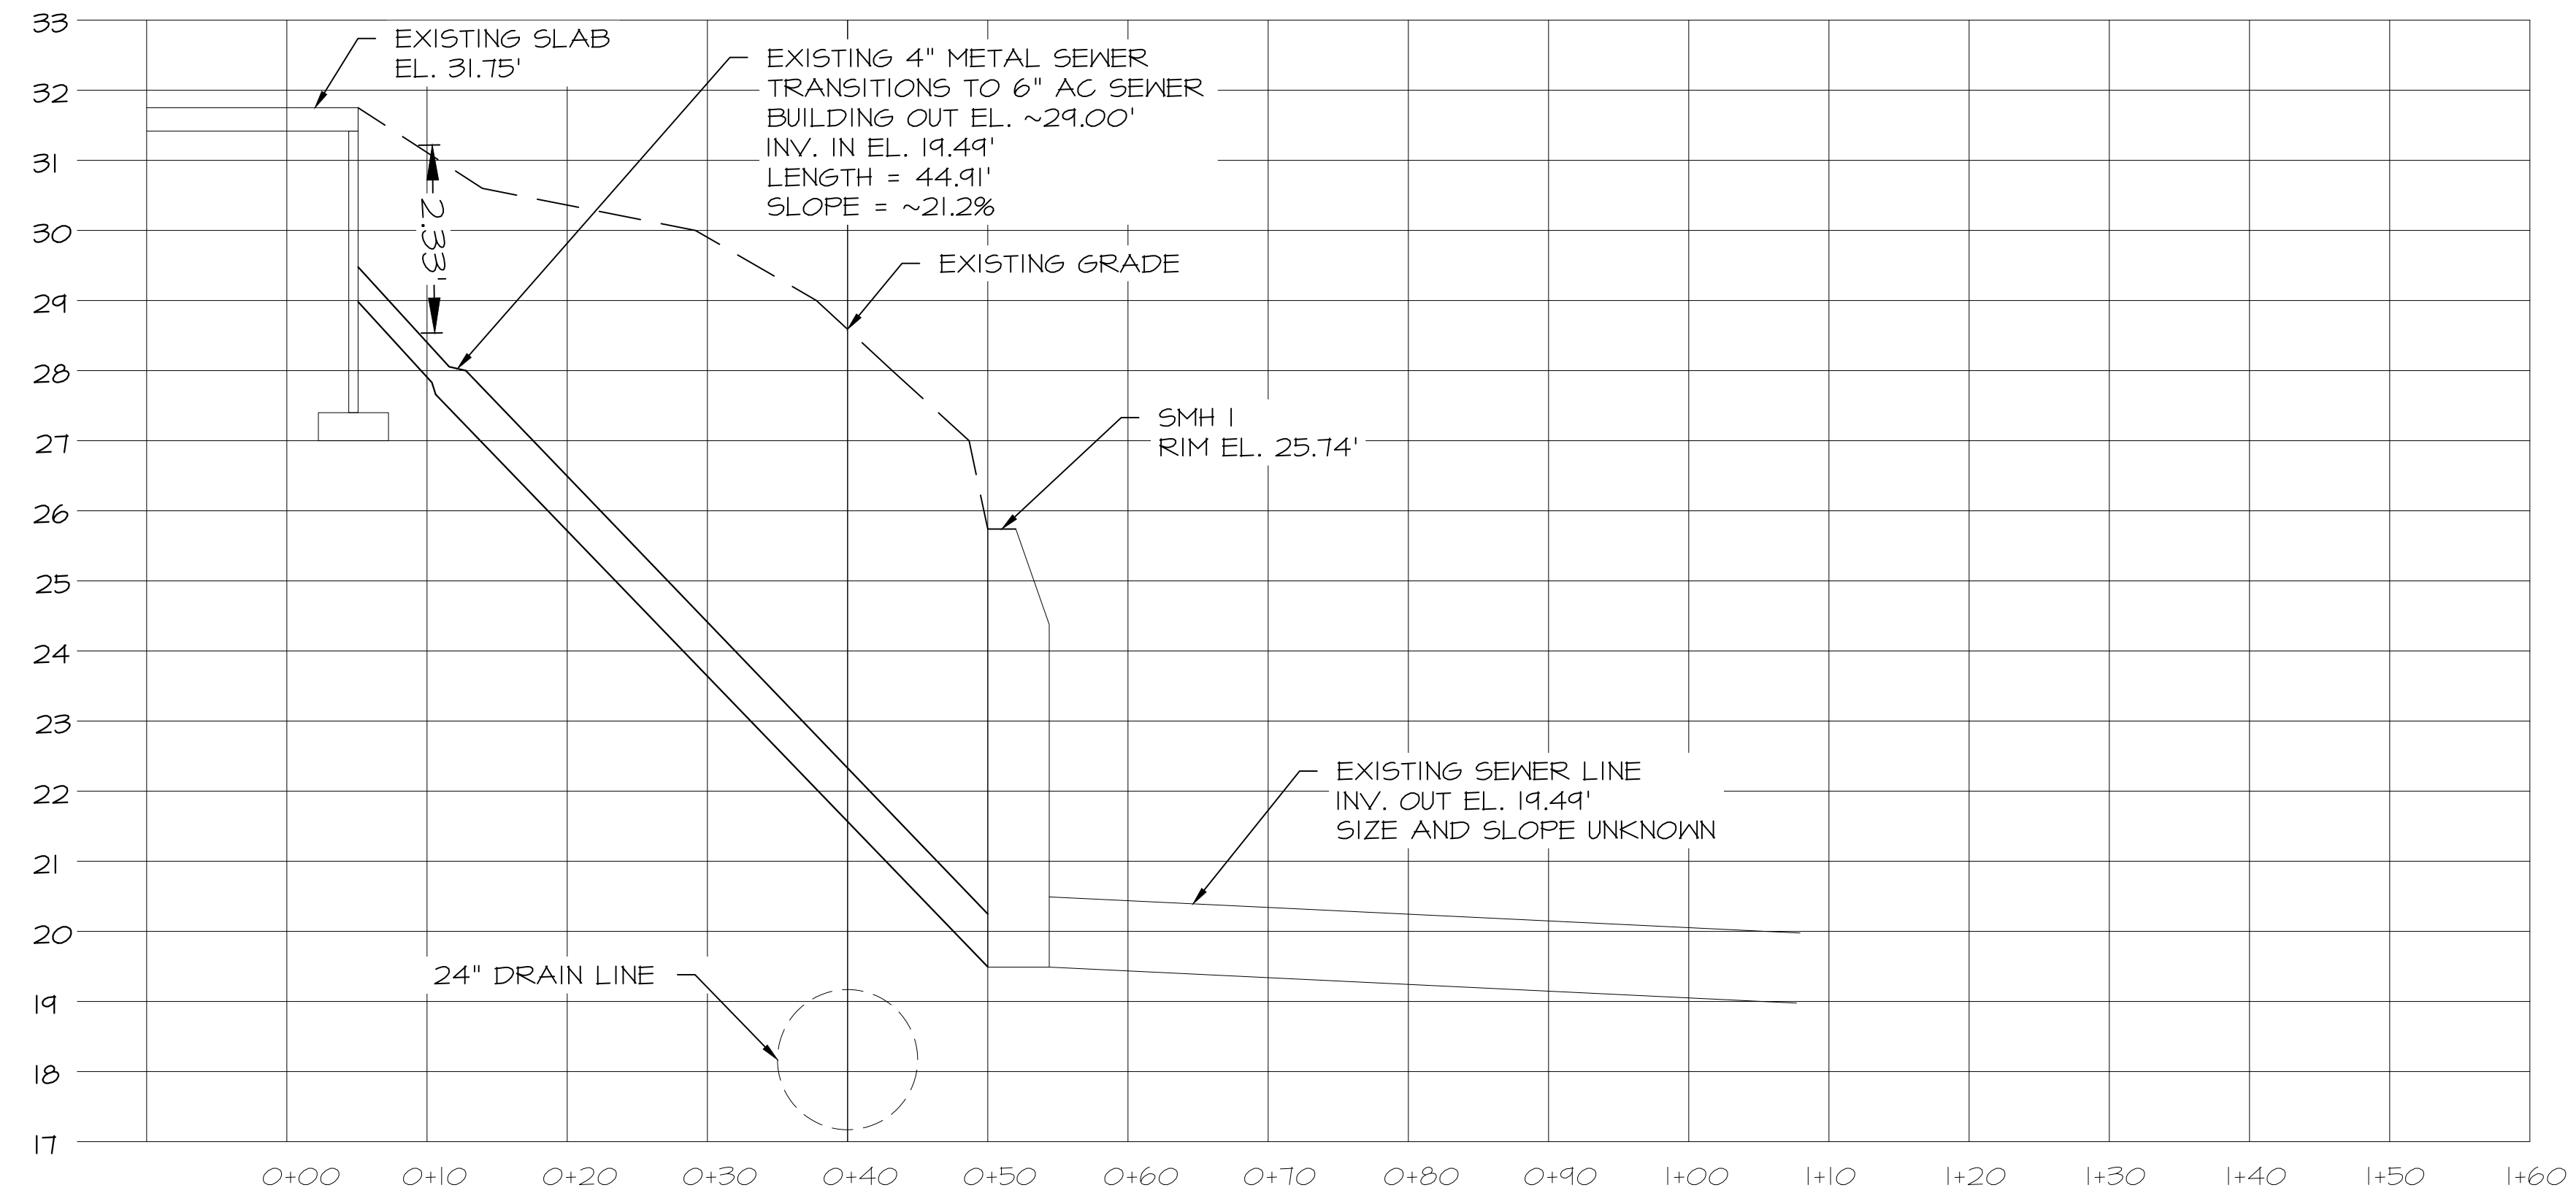 33
EXISTING SLAB
EL. 31.75'
EXISTING 4" METAL SEWER
TRANSITIONS TO 6" AC SEWER
BUILDING OUT EL. ~29.00'
INV. IN EL. 19.49'
LENGTH = 44.91'
SLOPE = ~21.2%
32
31
2.33'
30
EXISTING GRADE
29
28
SMH 1
RIM EL. 25.74'
27
26
25
24
23
EXISTING SEWER LINE
INV. OUT EL. 19.49'
SIZE AND SLOPE UNKNOWN
22
21
20
24" DRAIN LINE
19
18
17
0+00 0+10 0+20 0+30 0+40 0+50 0+60 0+70 0+80 0+90 1+00 1+10 1+20 1+30 1+40 1+50 1+60